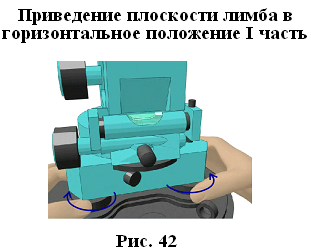 Приведение плоскости лимба в
горизонтальное положение I часть
Рис. 42